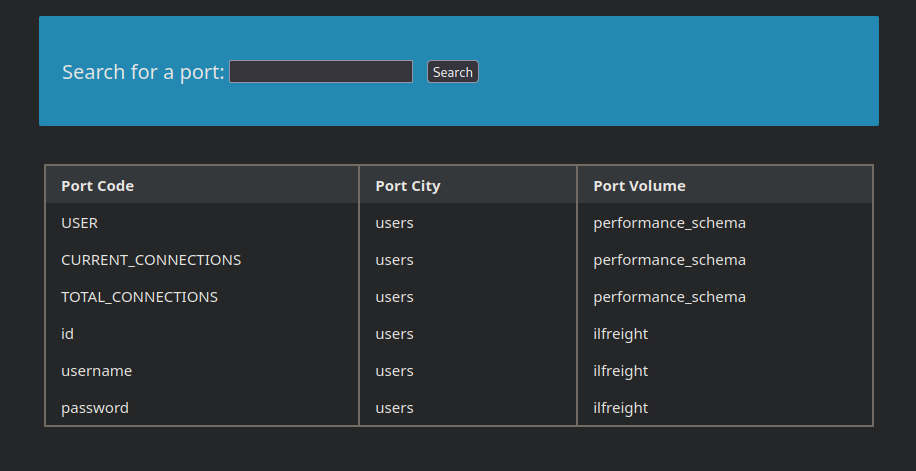 Search for a port: Search
Port Code Port City Port Volume
USER users performance_schema
CURRENT_CONNECTIONS users performance_schema
TOTAL_CONNECTIONS users performance_schema
id users ilfreight
username users ilfreight
password users ilfreight